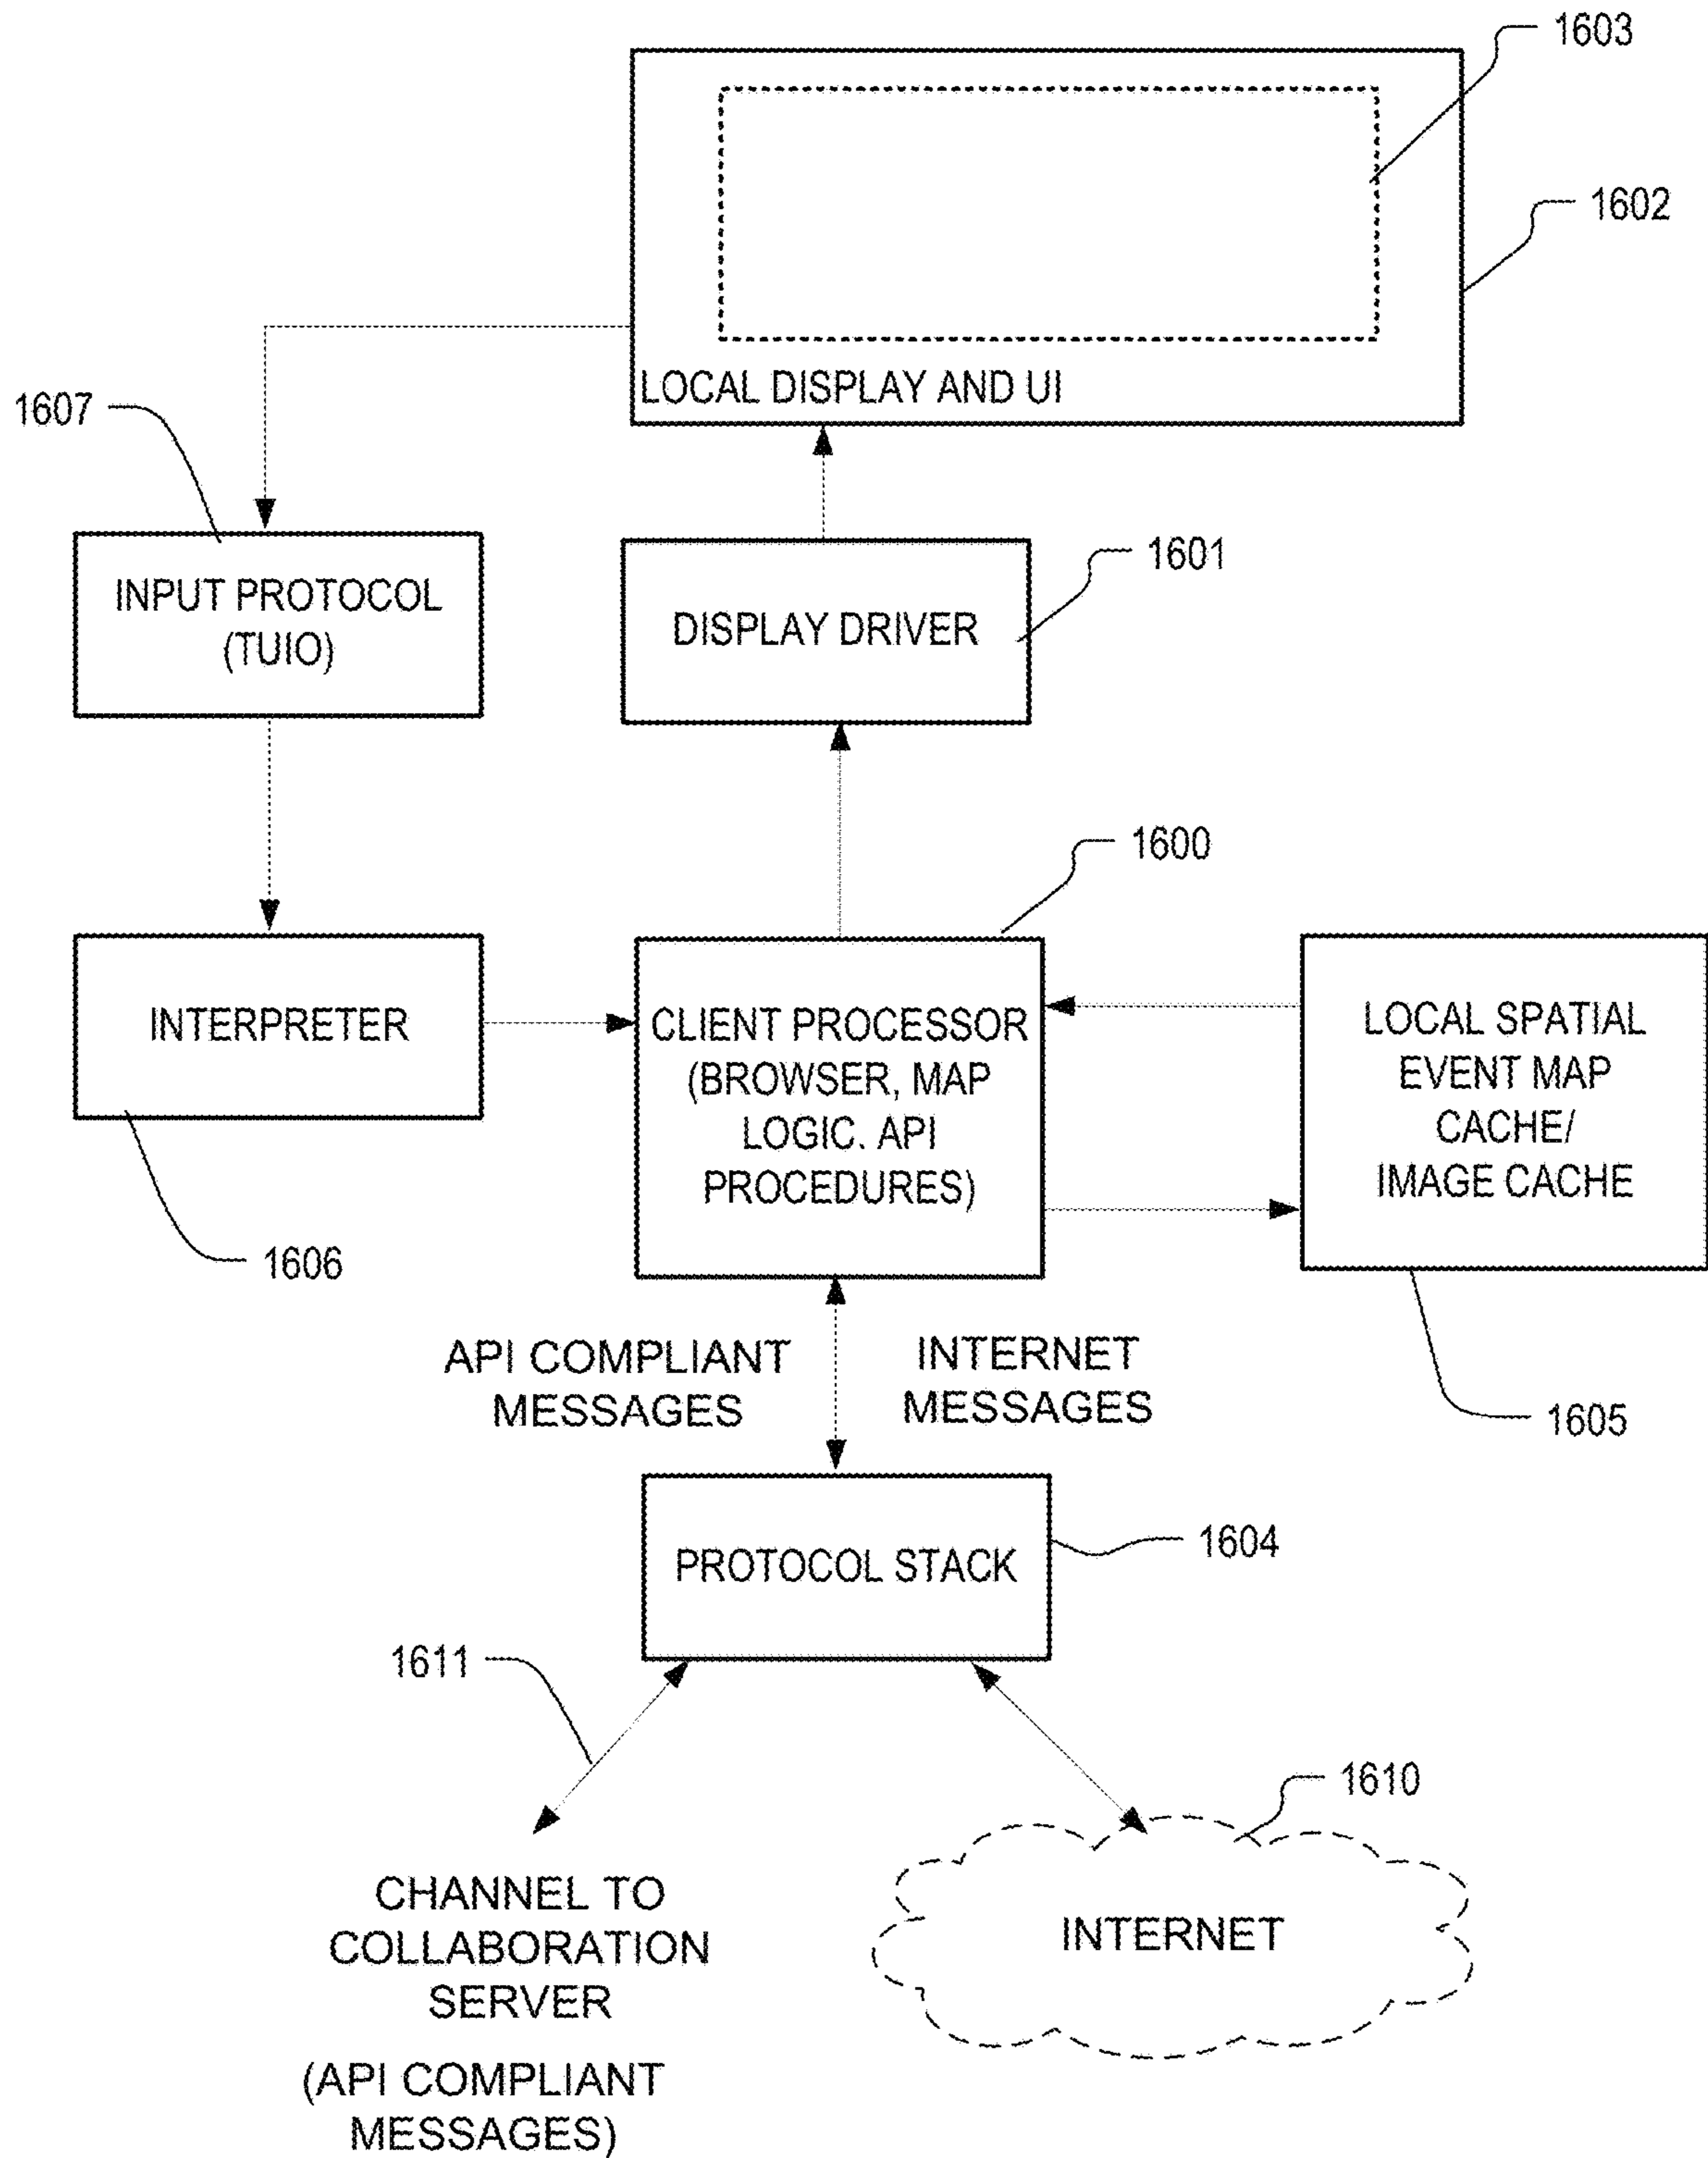 1603
1602
LOCAL DISPLAY AND UI
1607
INPUT PROTOCOL
(TUIO)
1601
DISPLAY DRIVER
1600
INTERPRETER
1606
CLIENT PROCESSOR
(BROWSER, MAP
LOGIC. API
PROCEDURES)
LOCAL SPATIAL
EVENT MAP
CACHE/
IMAGE CACHE
1605
API COMPLIANT
MESSAGES
INTERNET
MESSAGES
PROTOCOL STACK
1604
1611
1610
CHANNEL TO
COLLABORATION
SERVER
(API COMPLIANT
MESSAGES)
INTERNET